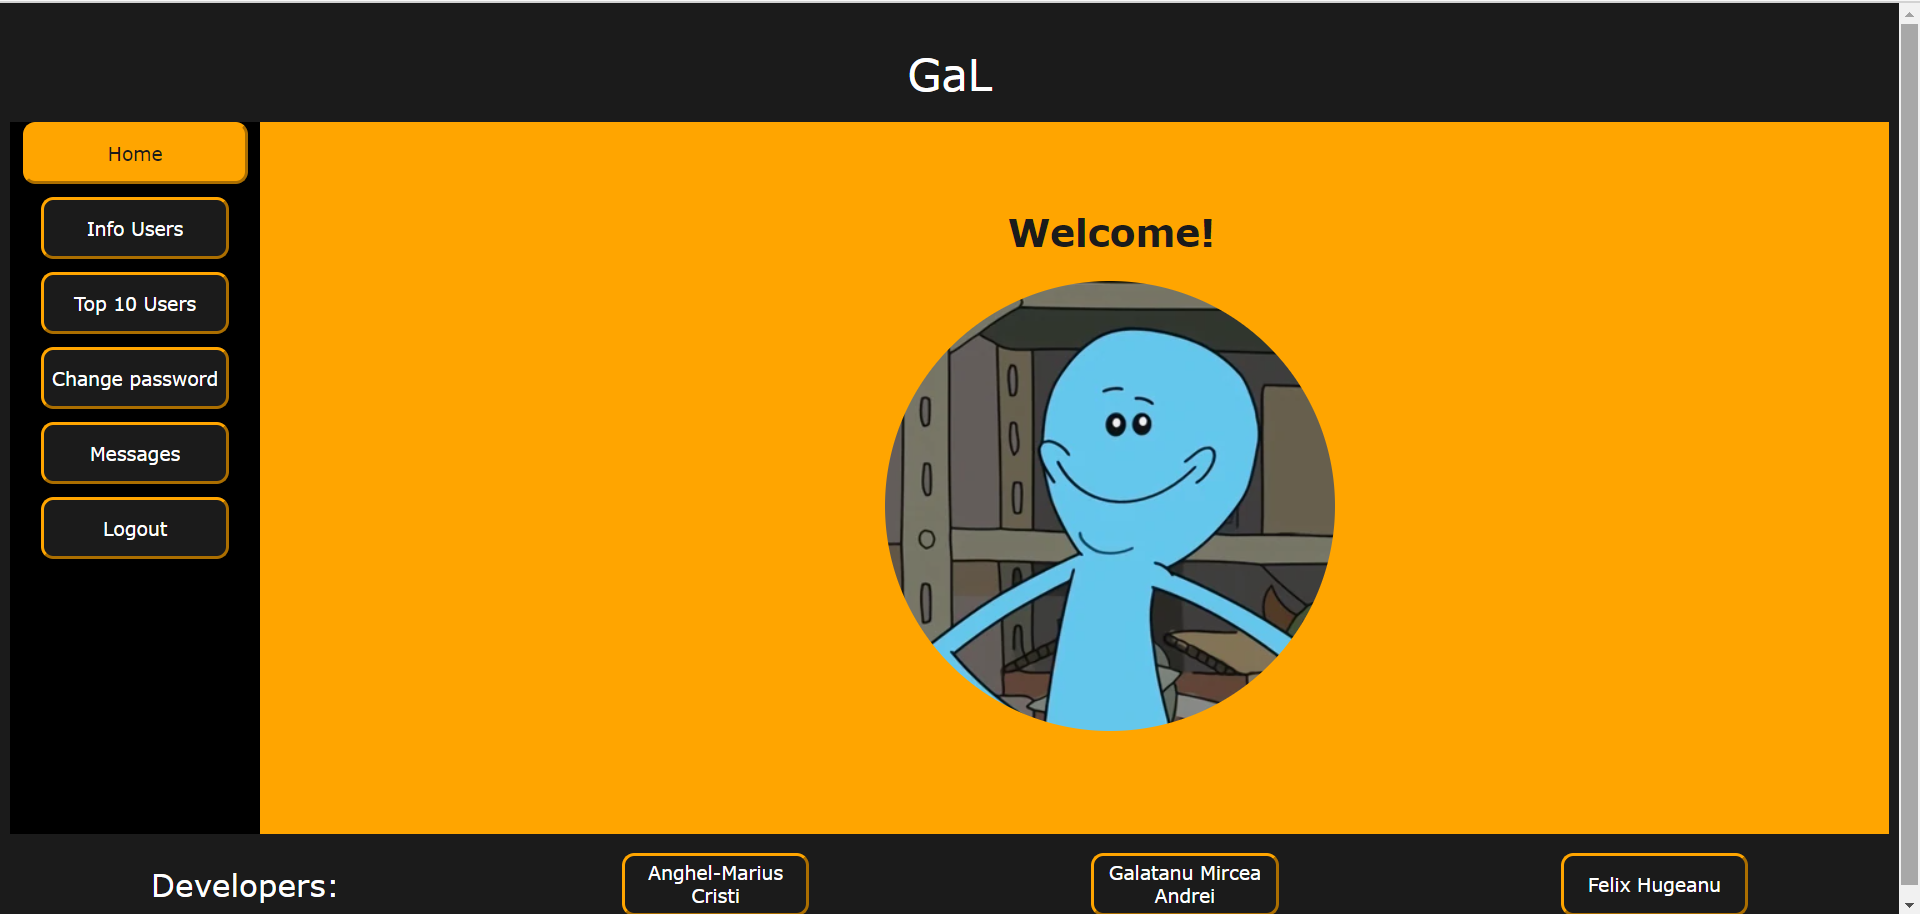 GaL
Home
Info Users
Top 10 Users
Change password
Messages
Logout
Welcome!
Developers:
Anghel-Marius
Cristi
Galatanu Mircea
Andrei
Felix Hugeanu